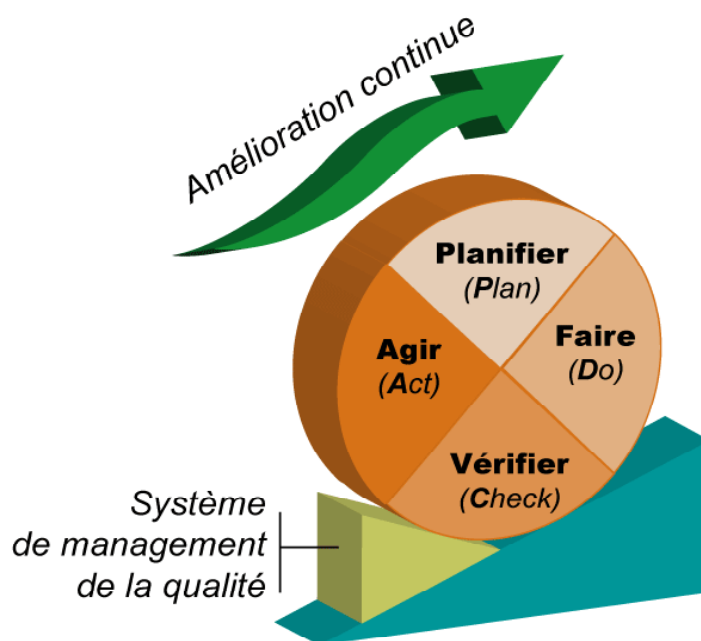 Amélioration continue
Planifier
(Plan)
Faire
(Do)
Agir
(Act)
Vérifier
(Check)
Système
de management
de la qualité